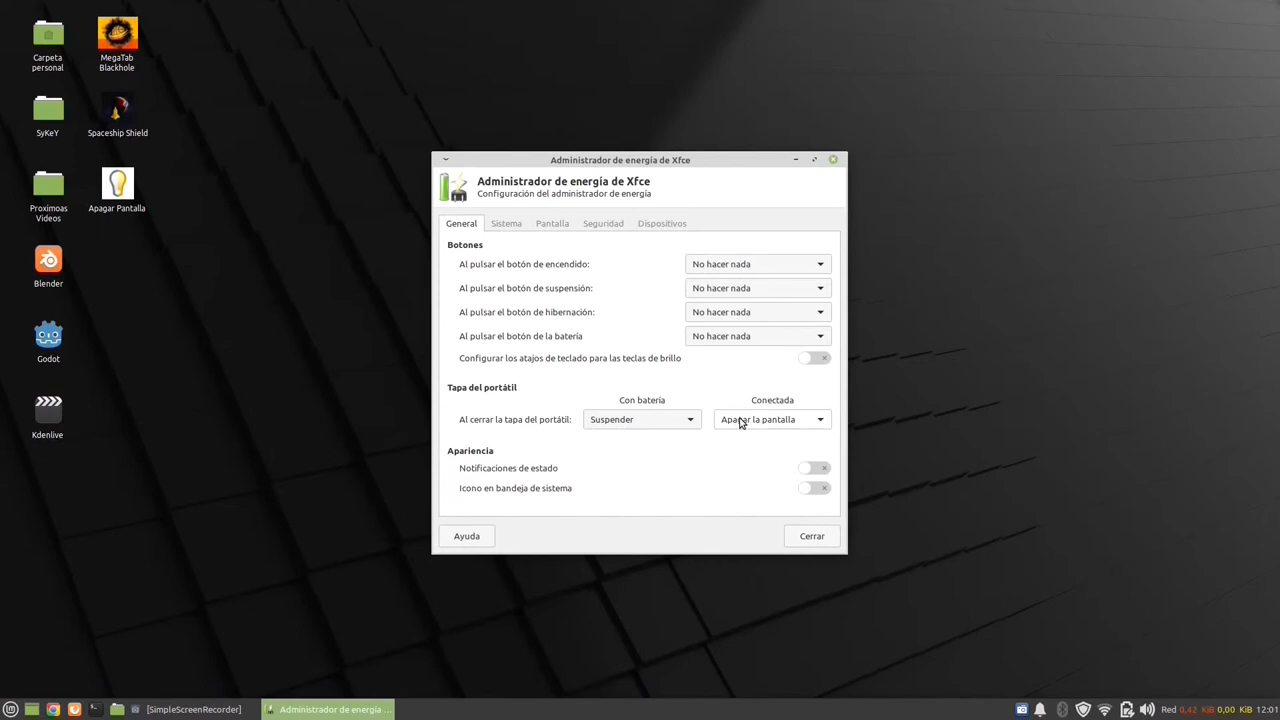 Carpeta
personal
MegaTab
Blackhole
SyKeY
Spaceship Shield
Proximoas
Videos
Apagar Pantalla
Blender
Godot
Kdenlive
Administrador de energía de Xfce
Administrador de energía de Xfce
Configuración del administrador de energía
General
Sistema
Pantalla
Seguridad
Dispositivos
Botones
Al pulsar el botón de encendido:
No hacer nada
Al pulsar el botón de suspensión:
No hacer nada
Al pulsar el botón de hibernación:
No hacer nada
Al pulsar el botón de la batería
No hacer nada
Configurar los atajos de teclado para las teclas de brillo
Tapa del portátil
Con batería
Conectada
Al cerrar la tapa del portátil:
Suspender
Apagar la pantalla
Apariencia
Notificaciones de estado
Icono en bandeja de sistema
Ayuda
Cerrar
[SimpleScreenRecorder]
Administrador de energía ...
Red 0,42 KiB 0,00 KiB 12:01